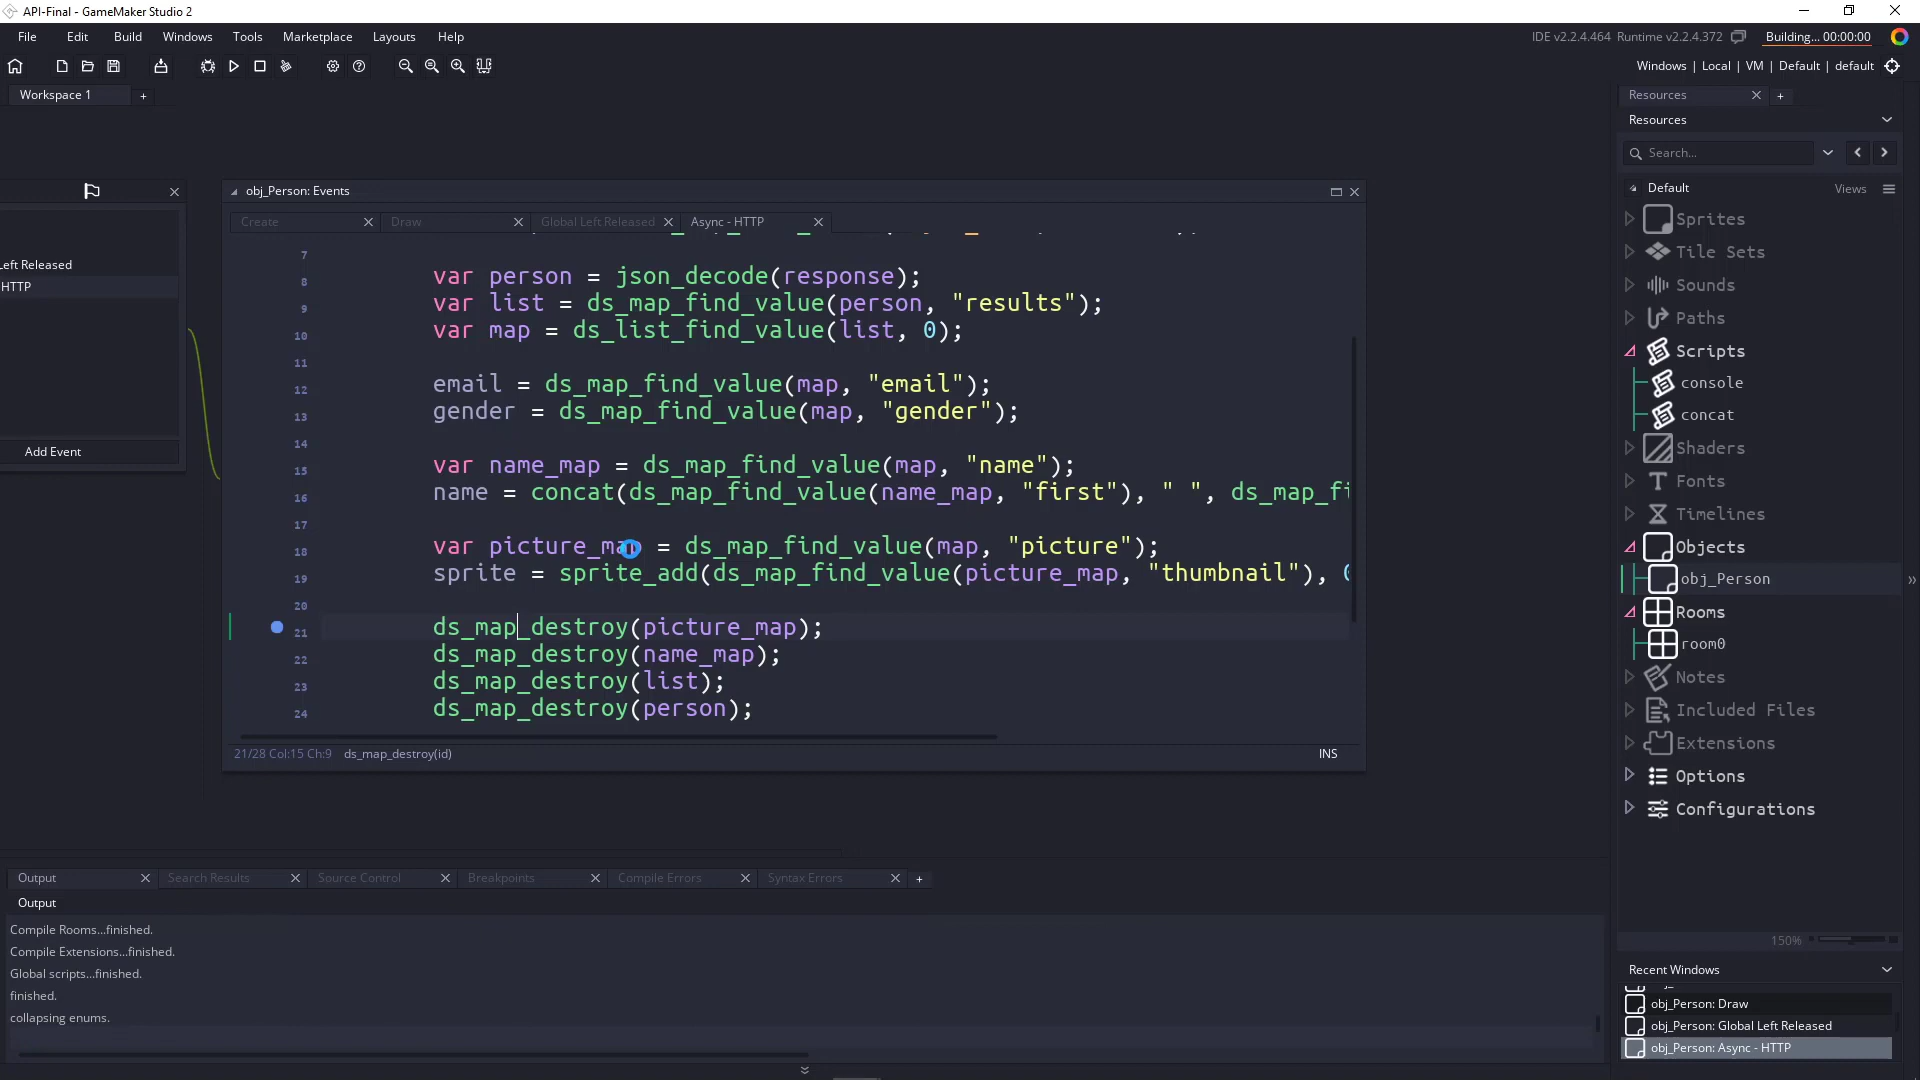 API-Final - GameMaker Studio 2
File Edit Build Windows Tools Marketplace Layouts Help
IDE v2.2.4.464 Runtime v2.2.4.372 Building... 00:00:00
Windows | Local | VM | Default | default
Workspace 1 +
Left Released
HTTP
Add Event
obj_Person: Events
Create Draw Global Left Released Async - HTTP
7
8 var person = json_decode(response);
9 var list = ds_map_find_value(person, "results");
10 var map = ds_list_find_value(list, 0);
11
12 email = ds_map_find_value(map, "email");
13 gender = ds_map_find_value(map, "gender");
14
15 var name_map = ds_map_find_value(map, "name");
16 name = concat(ds_map_find_value(name_map, "first"), " ", ds_map_fi
17
18 var picture_map = ds_map_find_value(map, "picture");
19 sprite = sprite_add(ds_map_find_value(picture_map, "thumbnail"), 0
20
21 ds_map_destroy(picture_map);
22 ds_map_destroy(name_map);
23 ds_map_destroy(list);
24 ds_map_destroy(person);
21/28 Col:15 Ch:9 ds_map_destroy(id) INS
Output Search Results Source Control Breakpoints Compile Errors Syntax Errors +
Output
Compile Rooms...finished.
Compile Extensions...finished.
Global scripts...finished.
finished.
collapsing enums.
Resources +
Resources
Search...
Default Views
Sprites
Tile Sets
Sounds
Paths
Scripts
console
concat
Shaders
Fonts
Timelines
Objects
obj_Person
Rooms
room0
Notes
Included Files
Extensions
Options
Configurations
150%
Recent Windows
obj_Person: Draw
obj_Person: Global Left Released
obj_Person: Async - HTTP